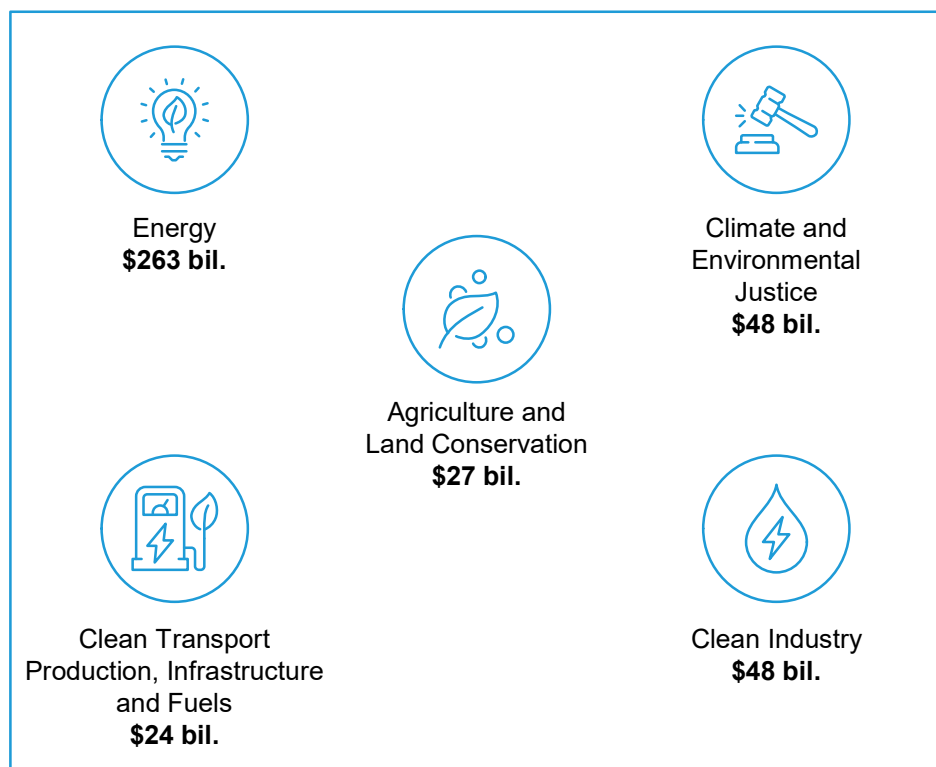 Energy
$263 bil.
Climate and
Environmental
Justice
$48 bil.
Agriculture and
Land Conservation
$27 bil.
Clean Transport
Production, Infrastructure
and Fuels
$24 bil.
Clean Industry
$48 bil.